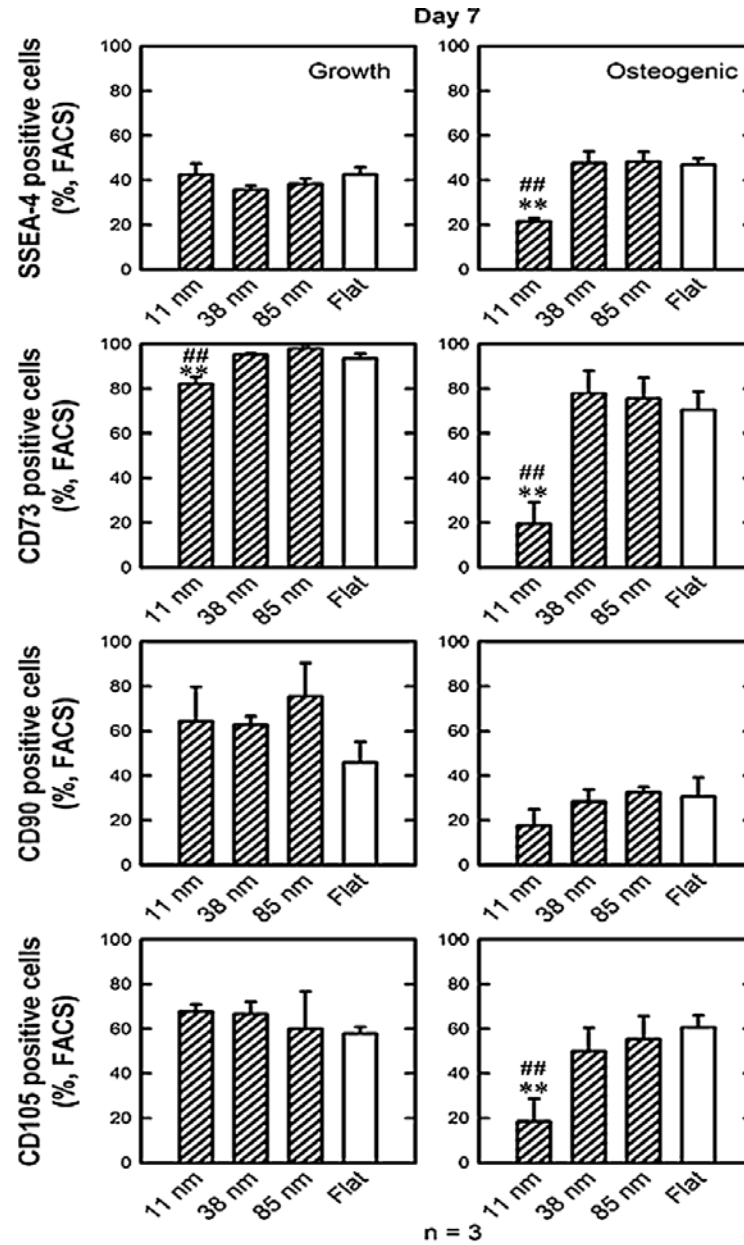 Day 7
Growth
Osteogenic
SSEA-4 positive cells
(%, FACS)
100
80
60
40
20
0
11 nm
38 nm
85 nm
Flat
100
80
60
40
20
0
##
**
11 nm
38 nm
85 nm
Flat
CD73 positive cells
(%, FACS)
100
80
60
40
20
0
##
**
11 nm
38 nm
85 nm
Flat
100
80
60
40
20
0
##
**
11 nm
38 nm
85 nm
Flat
CD90 positive cells
(%, FACS)
100
80
60
40
20
0
11 nm
38 nm
85 nm
Flat
100
80
60
40
20
0
11 nm
38 nm
85 nm
Flat
CD105 positive cells
(%, FACS)
100
80
60
40
20
0
11 nm
38 nm
85 nm
Flat
100
80
60
40
20
0
##
**
11 nm
38 nm
85 nm
Flat
n = 3